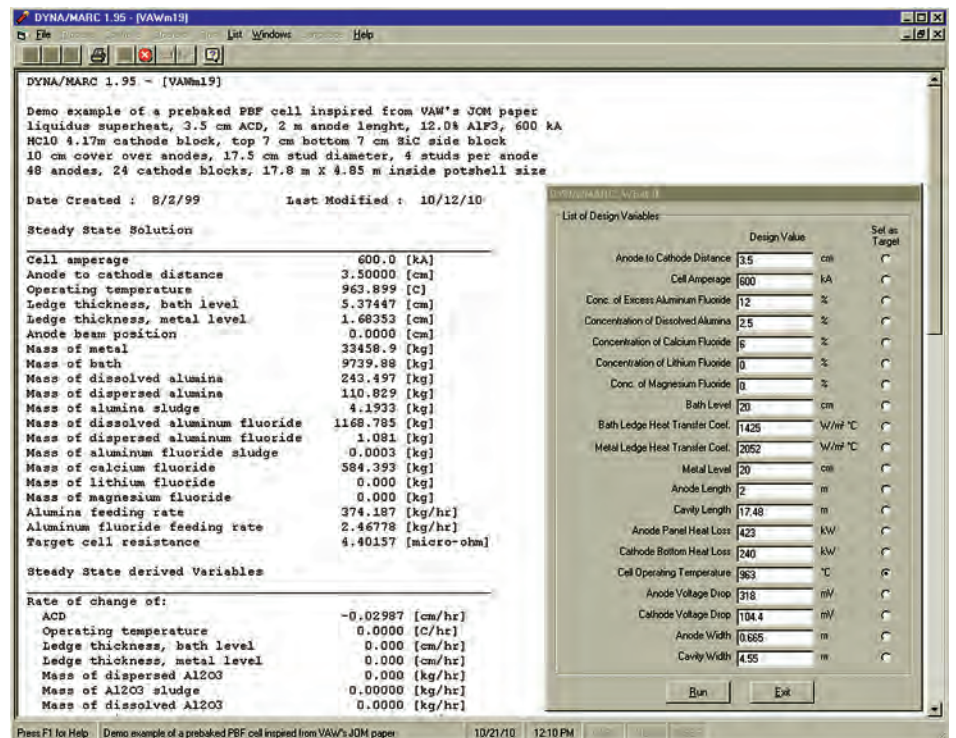 DYNA/MARC 1.95 - [VAWm19]
File List Windows Help
DYNA/MARC 1.95 - [VAWm19]
Demo example of a prebaked PBF cell inspired from VAW's JOM paper
liquidus superheat, 3.5 cm ACD, 2 m anode lenght, 12.0% AlF3, 600 kA
HC10 4.17m cathode block, top 7 cm bottom 7 cm SiC side block
10 cm cover over anodes, 17.5 cm stud diameter, 4 studs per anode
48 anodes, 24 cathode blocks, 17.8 m X 4.85 m inside potshell size
Date Created : 8/2/99 Last Modified : 10/12/10
Steady State Solution
Cell amperage 600.0 [kA]
Anode to cathode distance 3.50000 [cm]
Operating temperature 963.899 [C]
Ledge thickness, bath level 5.37447 [cm]
Ledge thickness, metal level 1.68353 [cm]
Anode beam position 0.0000 [cm]
Mass of metal 33458.9 [kg]
Mass of bath 9739.88 [kg]
Mass of dissolved alumina 243.497 [kg]
Mass of dispersed alumina 110.829 [kg]
Mass of alumina sludge 4.1933 [kg]
Mass of dissolved aluminum fluoride 1168.785 [kg]
Mass of dispersed aluminum fluoride 1.081 [kg]
Mass of aluminum fluoride sludge 0.0003 [kg]
Mass of calcium fluoride 584.393 [kg]
Mass of lithium fluoride 0.000 [kg]
Mass of magnesium fluoride 0.000 [kg]
Alumina feeding rate 374.187 [kg/hr]
Aluminum fluoride feeding rate 2.46778 [kg/hr]
Target cell resistance 4.40157 [micro-ohm]
Steady State derived Variables
Rate of change of:
ACD -0.02987 [cm/hr]
Operating temperature 0.0000 [C/hr]
Ledge thickness, bath level 0.000 [cm/hr]
Ledge thickness, metal level 0.000 [cm/hr]
Mass of dispersed Al2O3 0.000 [kg/hr]
Mass of Al2O3 sludge 0.00000 [kg/hr]
Mass of dissolved Al2O3 0.0000 [kg/hr]
DYNA/MARC: What If
List of Design Variables
Design Value Set as Target
Anode to Cathode Distance 3.5 cm
Cell Amperage 600 kA
Conc. of Excess Aluminum Fluoride 12 %
Concentration of Dissolved Alumina 2.5 %
Concentration of Calcium Fluoride 6 %
Concentration of Lithium Fluoride 0 %
Conc. of Magnesium Fluoride 0 %
Bath Level 20 cm
Bath Ledge Heat Transfer Coef. 1425 W/m² °C
Metal Ledge Heat Transfer Coef. 2052 W/m² °C
Metal Level 20 cm
Anode Length 2 m
Cavity Length 17.48 m
Anode Panel Heat Loss 423 kW
Cathode Bottom Heat Loss 240 kW
Cell Operating Temperature 963 °C
Anode Voltage Drop 318 mV
Cathode Voltage Drop 104.4 mV
Anode Width 0.665 m
Cavity Width 4.55 m
Run Exit
Press F1 for Help Demo example of a prebaked PBF cell inspired from VAW's JOM paper 10/21/10 12:10 PM